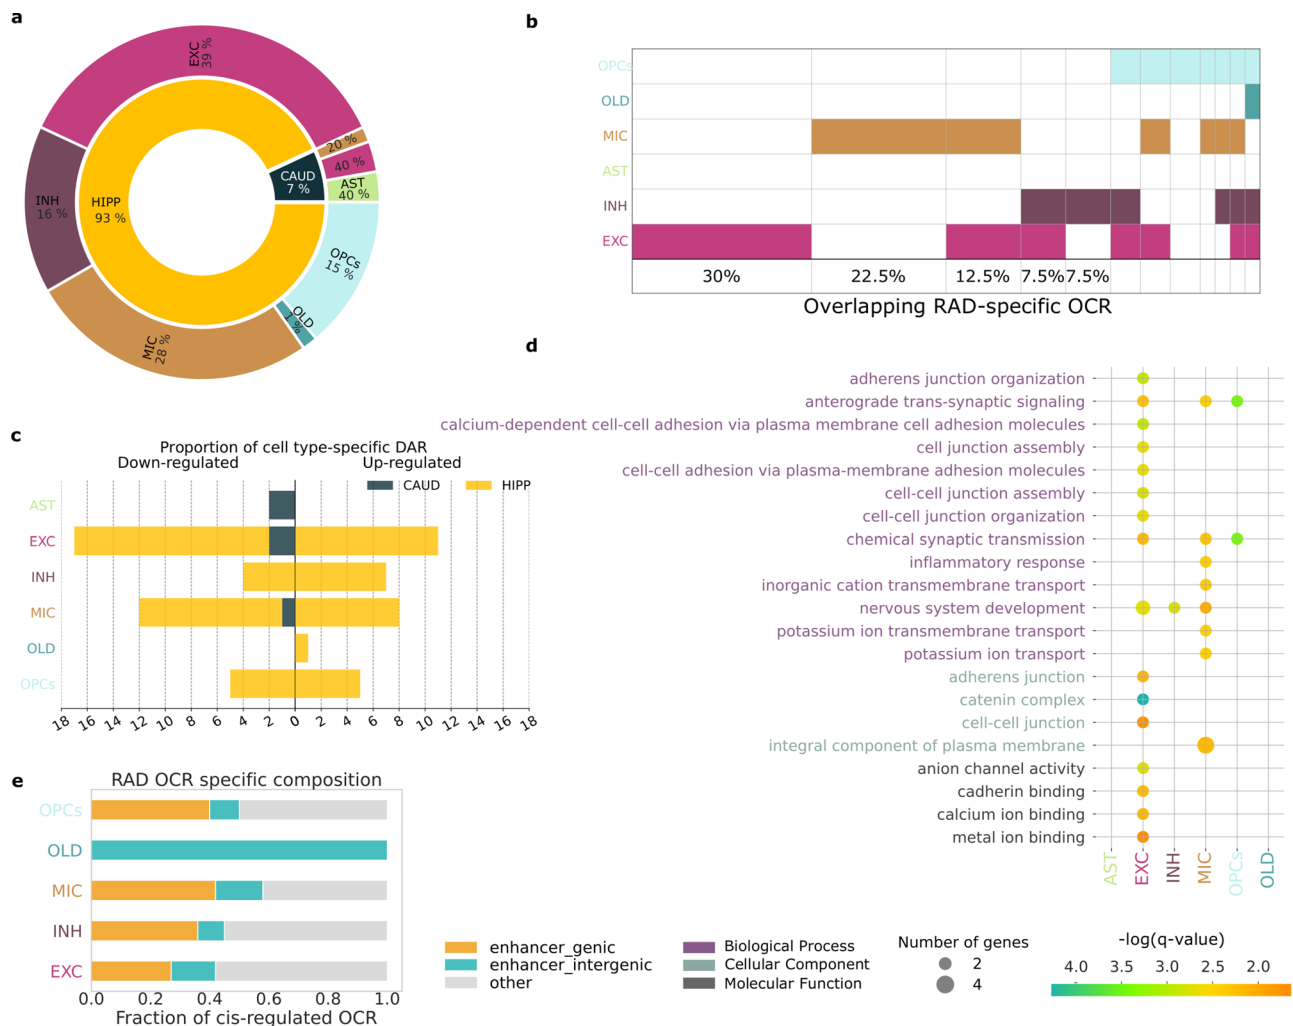 a
EXC
39 %
20 %
40 %
AST
40 %
CAUD
7 %
INH
16 %
HIPP
93 %
OPCs
15 %
OLD
1 %
MIC
28 %
b
OPCs
OLD
MIC
AST
INH
EXC
30%
22.5%
12.5%
7.5%
7.5%
Overlapping RAD-specific OCR
c
Proportion of cell type-specific DAR
Down-regulated
Up-regulated
CAUD
HIPP
AST
EXC
INH
MIC
OLD
OPCs
18 16 14 12 10 8 6 4 2 0 2 4 6 8 10 12 14 16 18
d
adherens junction organization
anterograde trans-synaptic signaling
calcium-dependent cell-cell adhesion via plasma membrane cell adhesion molecules
cell junction assembly
cell-cell adhesion via plasma-membrane adhesion molecules
cell-cell junction assembly
cell-cell junction organization
chemical synaptic transmission
inflammatory response
inorganic cation transmembrane transport
nervous system development
potassium ion transmembrane transport
potassium ion transport
adherens junction
catenin complex
cell-cell junction
integral component of plasma membrane
anion channel activity
cadherin binding
calcium ion binding
metal ion binding
AST
EXC
INH
MIC
OPCs
OLD
e
RAD OCR specific composition
OPCs
OLD
MIC
INH
EXC
0.0 0.2 0.4 0.6 0.8 1.0
Fraction of cis-regulated OCR
enhancer_genic
enhancer_intergenic
other
Biological Process
Cellular Component
Molecular Function
Number of genes
2
4
-log(q-value)
4.0 3.5 3.0 2.5 2.0